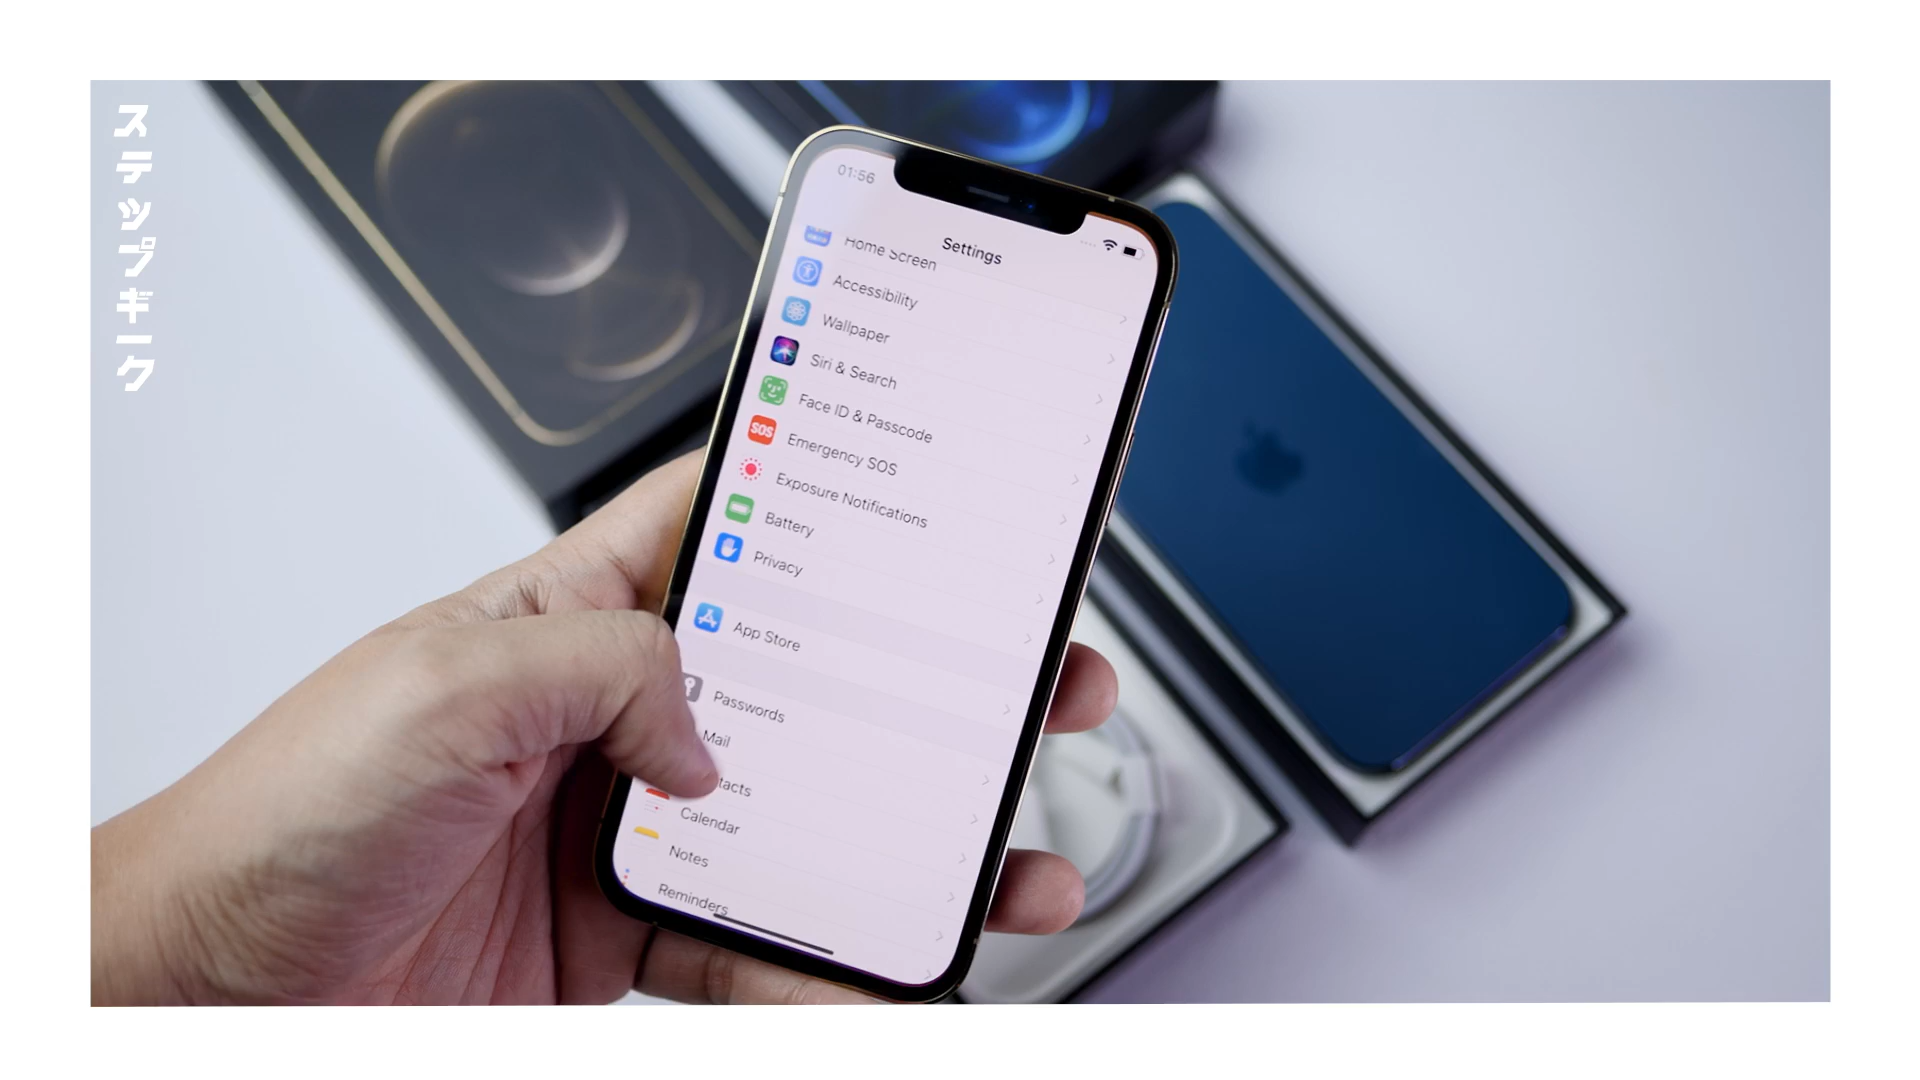 ステップギーク
01:56
Settings
Home Screen
Accessibility
Wallpaper
Siri & Search
Face ID & Passcode
SOS
Emergency SOS
Exposure Notifications
Battery
Privacy
App Store
Passwords
Mail
tacts
Calendar
Notes
Reminders